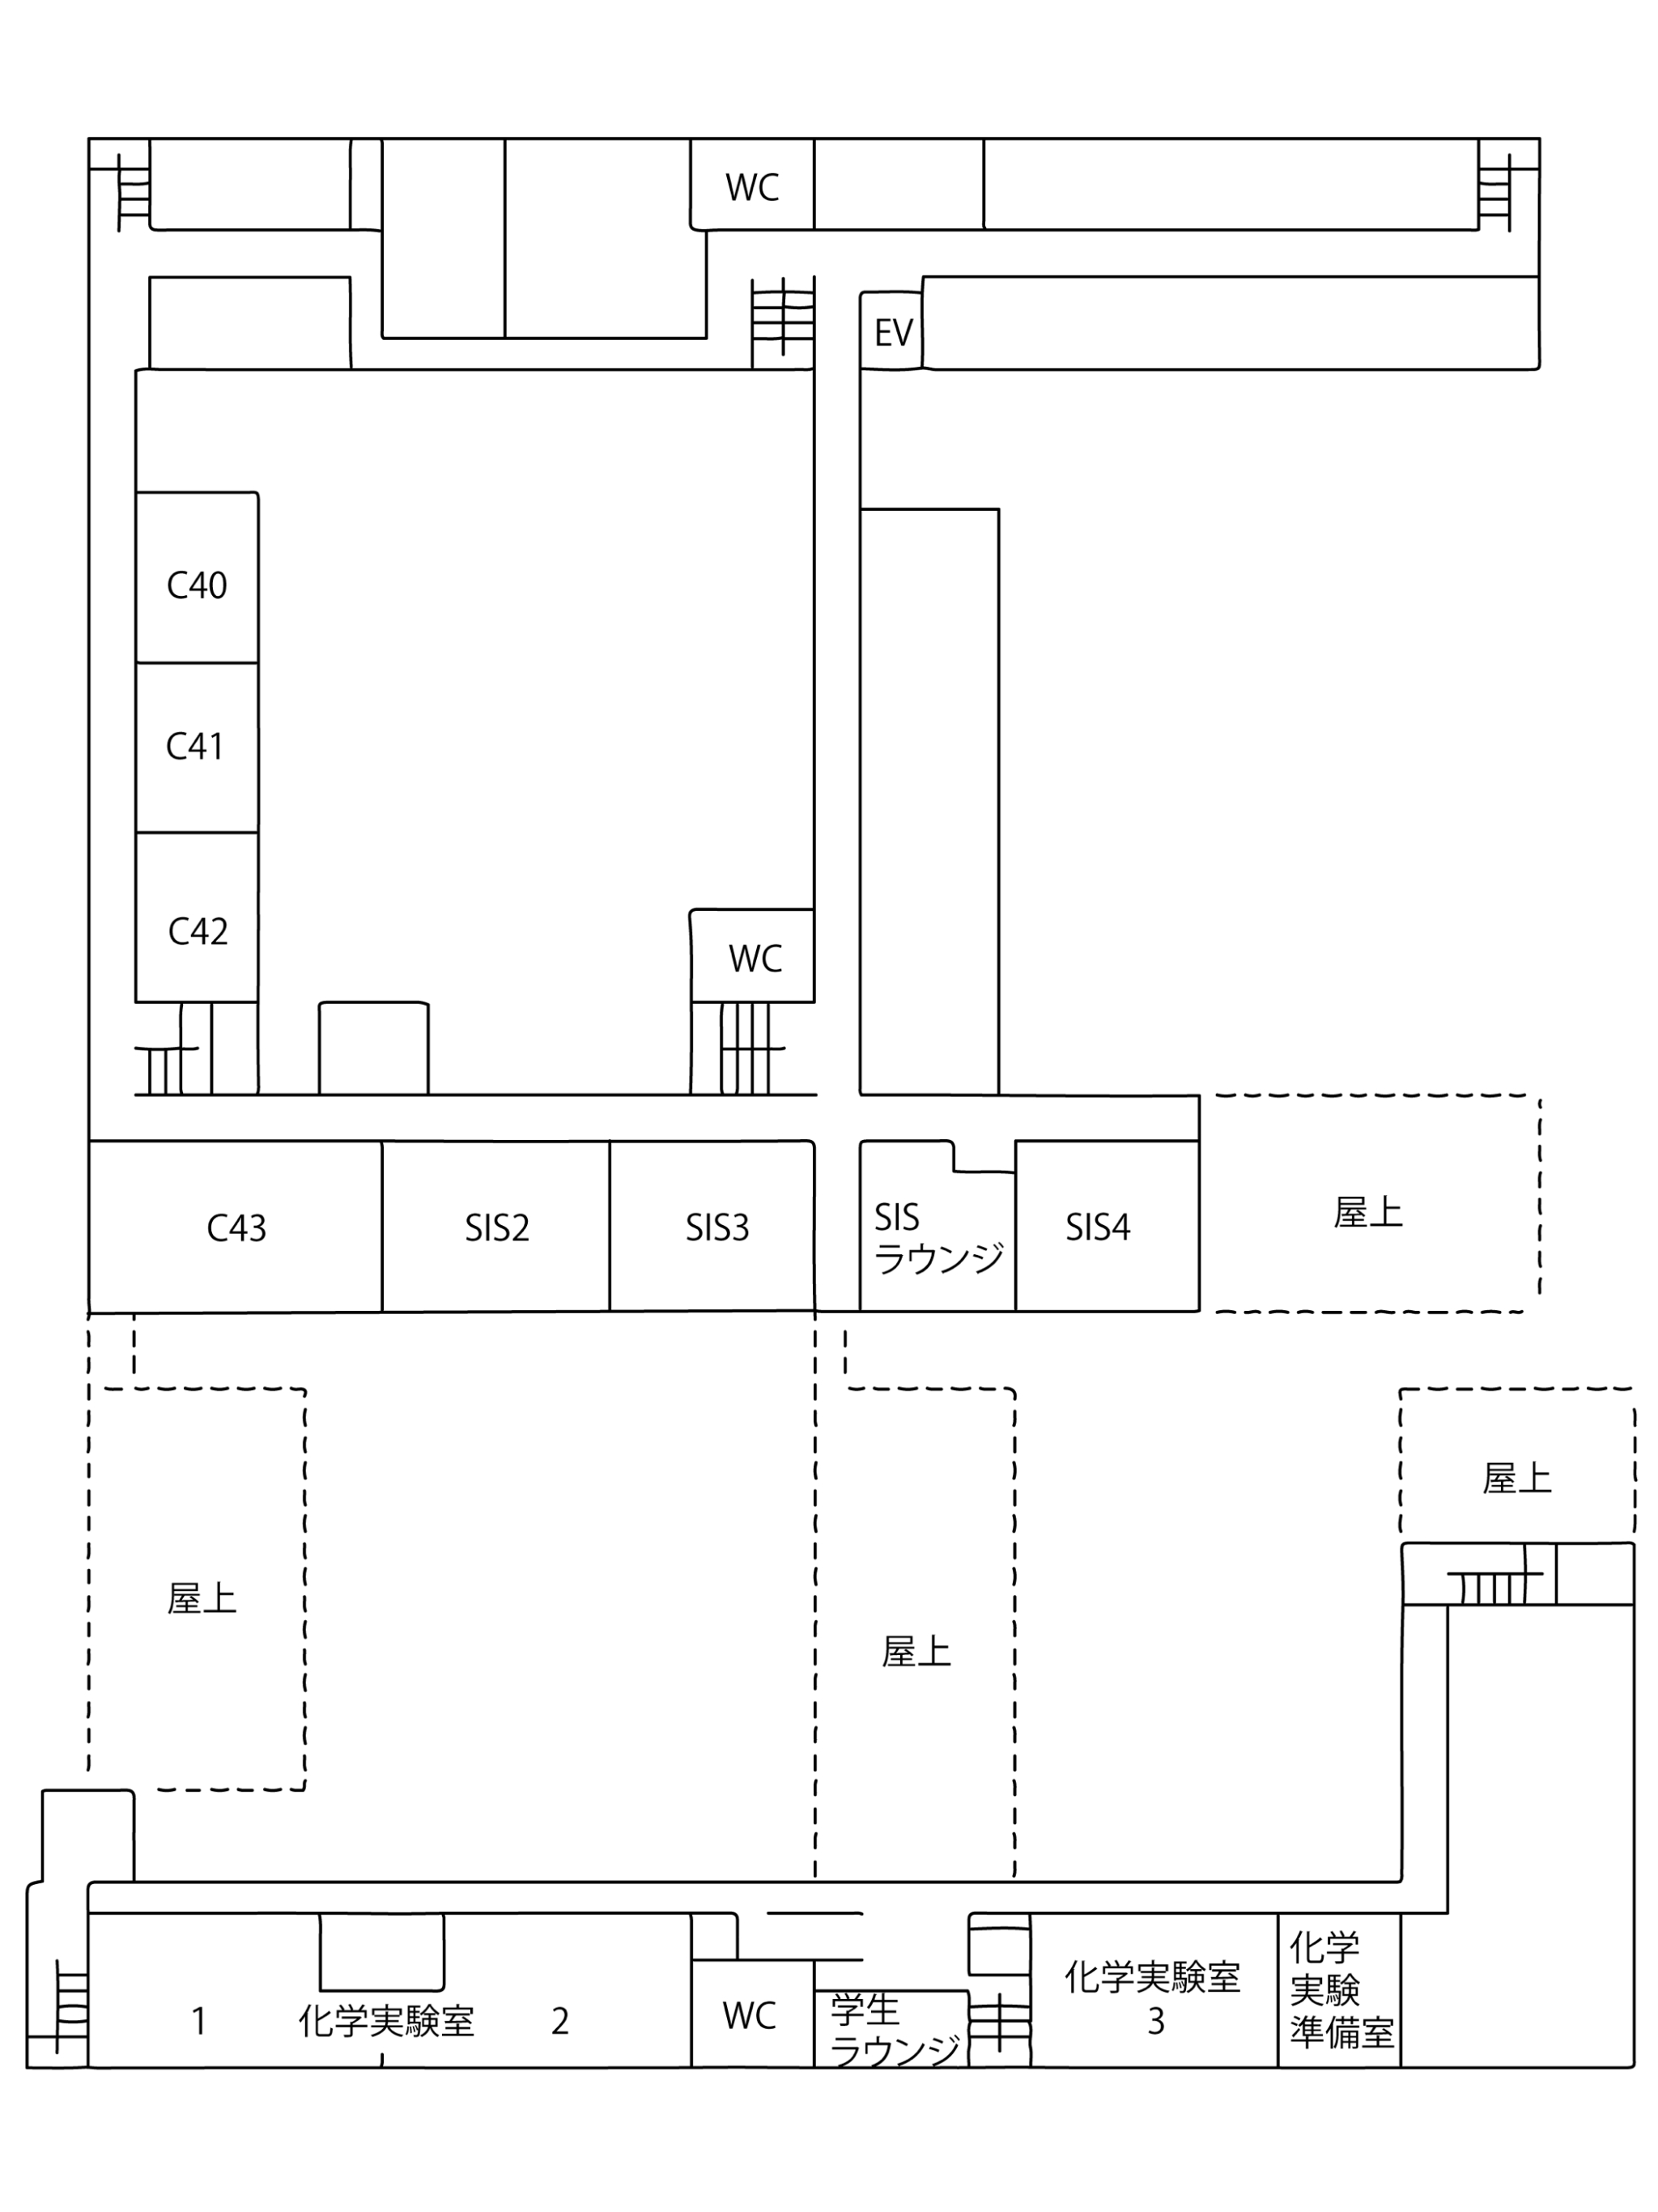 WC
EV
C40
C41
C42
WC
C43
SIS2
SIS3
SIS
ラウンジ
SIS4
屋上
屋上
屋上
屋上
1
化学実験室
2
WC
学生
ラウンジ
化学実験室
3
化学
実験
準備室